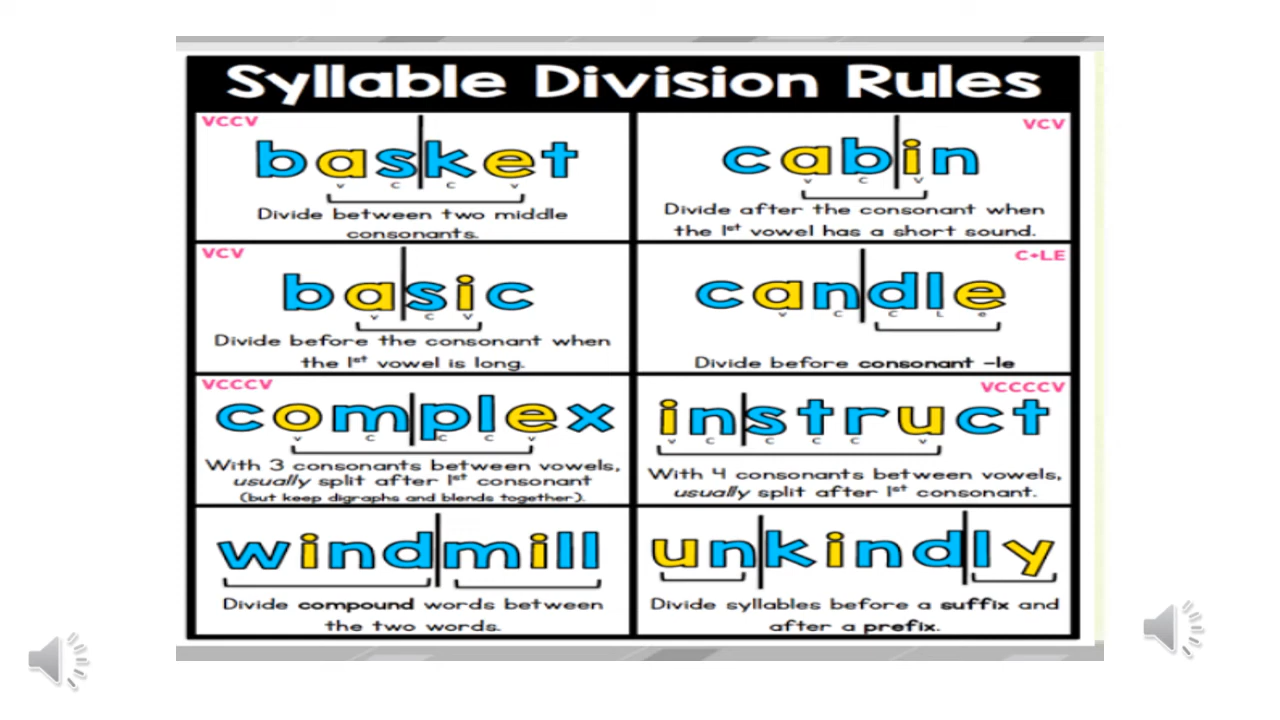 Syllable Division Rules
VCCV
basket
v c c v
Divide between two middle
consonants.
VCV
cabin
v c v
Divide after the consonant when
the 1st vowel has a short sound.
VCV
basic
v c v
Divide before the consonant when
the 1st vowel is long.
C+LE
candle
v c c L e
Divide before consonant -le
VCCCV
complex
v c c c v
With 3 consonants between vowels,
usually split after 1st consonant
(but keep digraphs and blends together).
VCCCCV
instruct
v c c c c v
With 4 consonants between vowels,
usually split after 1st consonant.
windmill
Divide compound words between
the two words.
unkindly
Divide syllables before a suffix and
after a prefix.